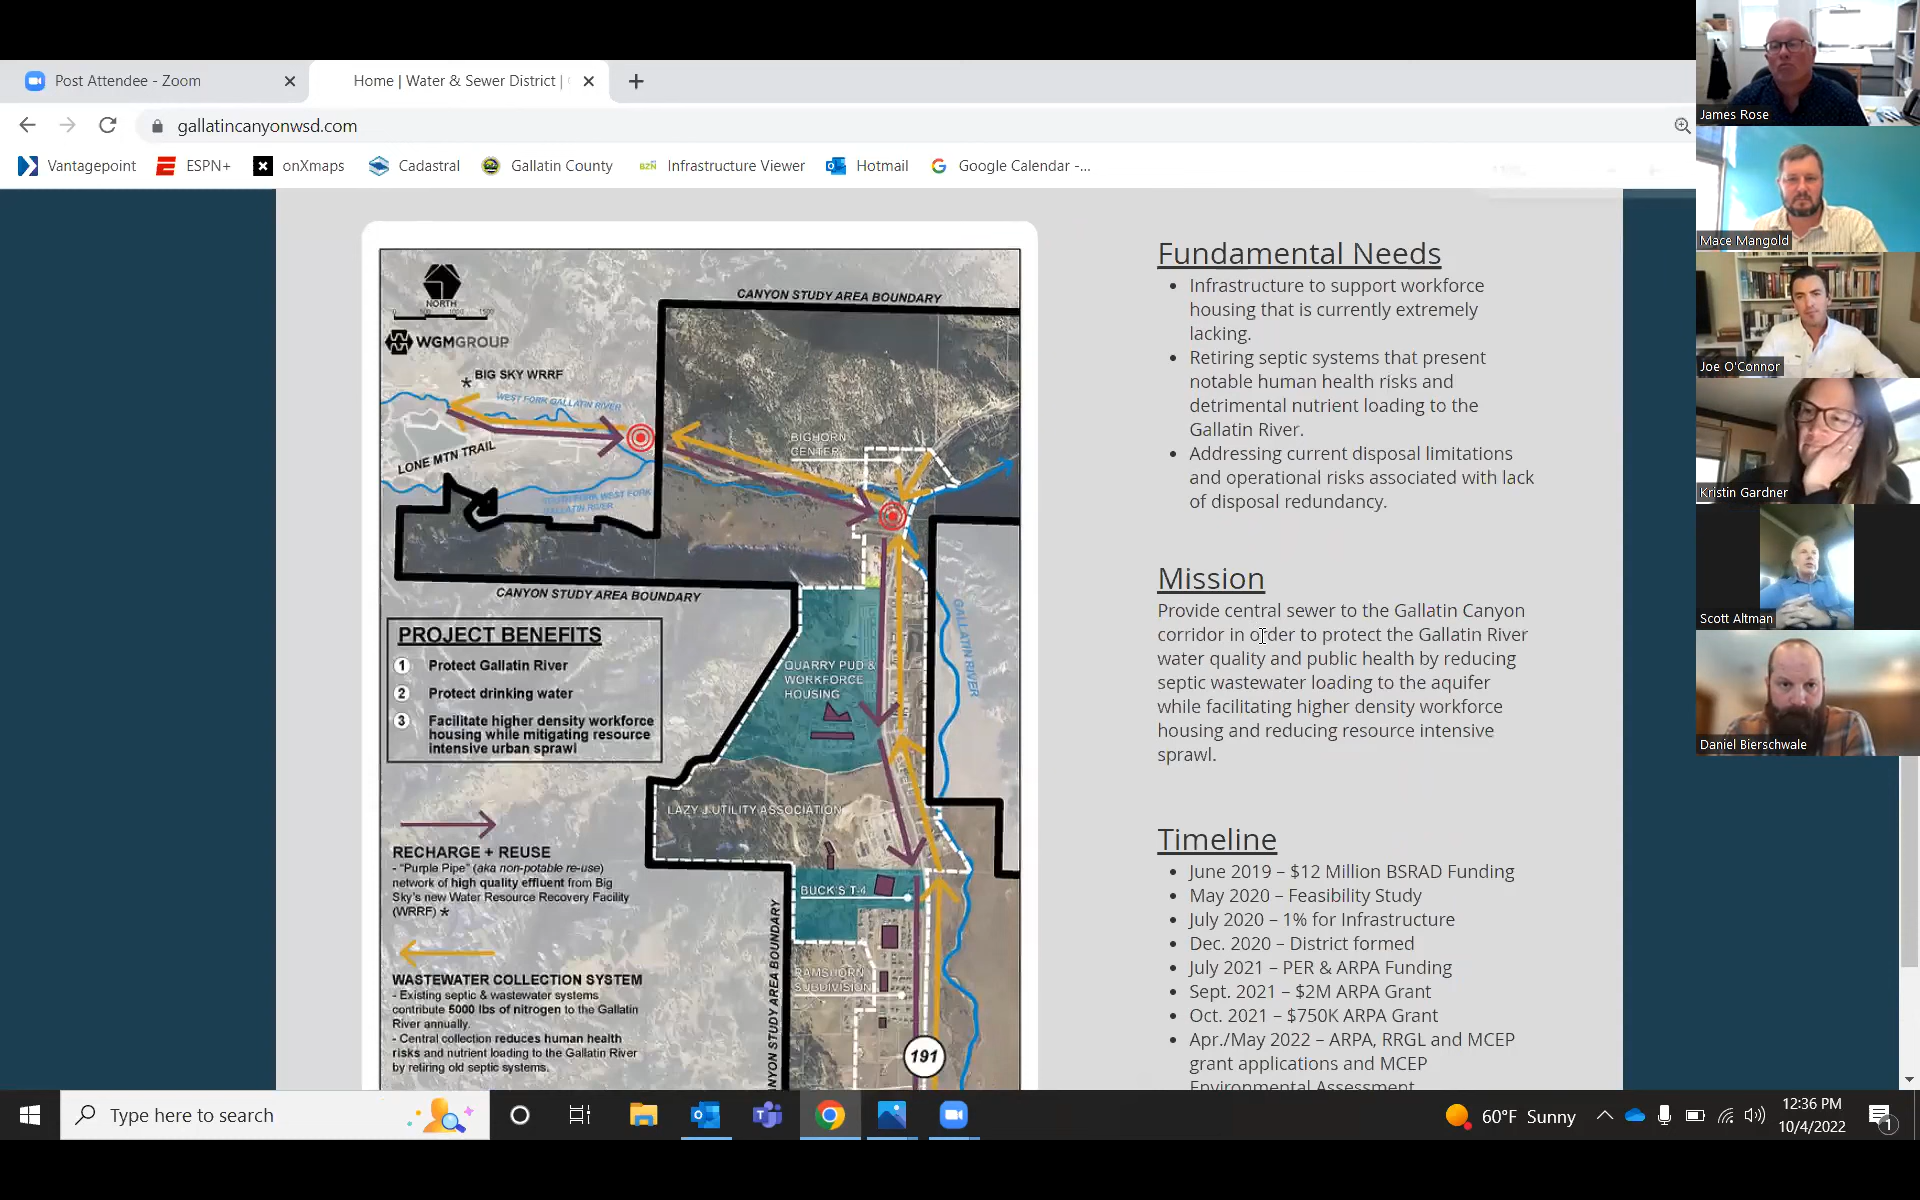 Post Attendee - Zoom
Home | Water & Sewer District |
gallatincanyonwsd.com
Vantagepoint
ESPN+
onXmaps
Cadastral
Gallatin County
BZN
Infrastructure Viewer
Hotmail
Google Calendar -...
NORTH
WGMGROUP
CANYON STUDY AREA BOUNDARY
* BIG SKY WRRF
WEST FORK GALLATIN RIVER
LONE MTN TRAIL
SOUTH FORK WEST FORK
GALLATIN RIVER
BIGHORN
CENTER
CANYON STUDY AREA BOUNDARY
GALLATIN RIVER
PROJECT BENEFITS
1 Protect Gallatin River
2 Protect drinking water
3 Facilitate higher density workforce
housing while mitigating resource
intensive urban sprawl
QUARRY PUD &
WORKFORCE
HOUSING
LAZY J UTILITY ASSOCIATION
BUCK'S T-4
RAMSHORN
SUBDIVISION
CANYON STUDY AREA BOUNDARY
191
RECHARGE + REUSE
- "Purple Pipe" (aka non-potable re-use)
network of high quality effluent from Big
Sky's new Water Resource Recovery Facility
(WRRF) *
WASTEWATER COLLECTION SYSTEM
- Existing septic & wastewater systems
contribute 5000 lbs of nitrogen to the Gallatin
River annually.
- Central collection reduces human health
risks and nutrient loading to the Gallatin River
by retiring old septic systems.
Fundamental Needs
• Infrastructure to support workforce
housing that is currently extremely
lacking.
• Retiring septic systems that present
notable human health risks and
detrimental nutrient loading to the
Gallatin River.
• Addressing current disposal limitations
and operational risks associated with lack
of disposal redundancy.
Mission
Provide central sewer to the Gallatin Canyon
corridor in order to protect the Gallatin River
water quality and public health by reducing
septic wastewater loading to the aquifer
while facilitating higher density workforce
housing and reducing resource intensive
sprawl.
Timeline
• June 2019 – $12 Million BSRAD Funding
• May 2020 – Feasibility Study
• July 2020 – 1% for Infrastructure
• Dec. 2020 – District formed
• July 2021 – PER & ARPA Funding
• Sept. 2021 – $2M ARPA Grant
• Oct. 2021 – $750K ARPA Grant
• Apr./May 2022 – ARPA, RRGL and MCEP
grant applications and MCEP
Environmental Assessment
James Rose
Mace Mangold
Joe O'Connor
Kristin Gardner
Scott Altman
Daniel Bierschwale
Type here to search
60°F Sunny
12:36 PM
10/4/2022
1